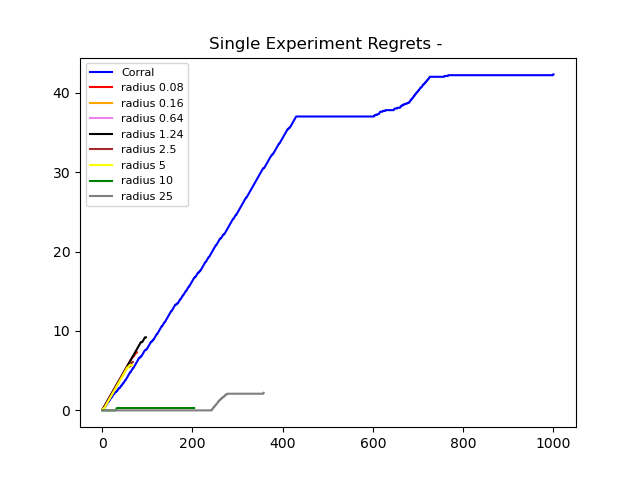 Single Experiment Regrets -
Corral
radius 0.08
radius 0.16
radius 0.64
radius 1.24
radius 2.5
radius 5
radius 10
radius 25
40
30
20
10
0
0 200 400 600 800 1000